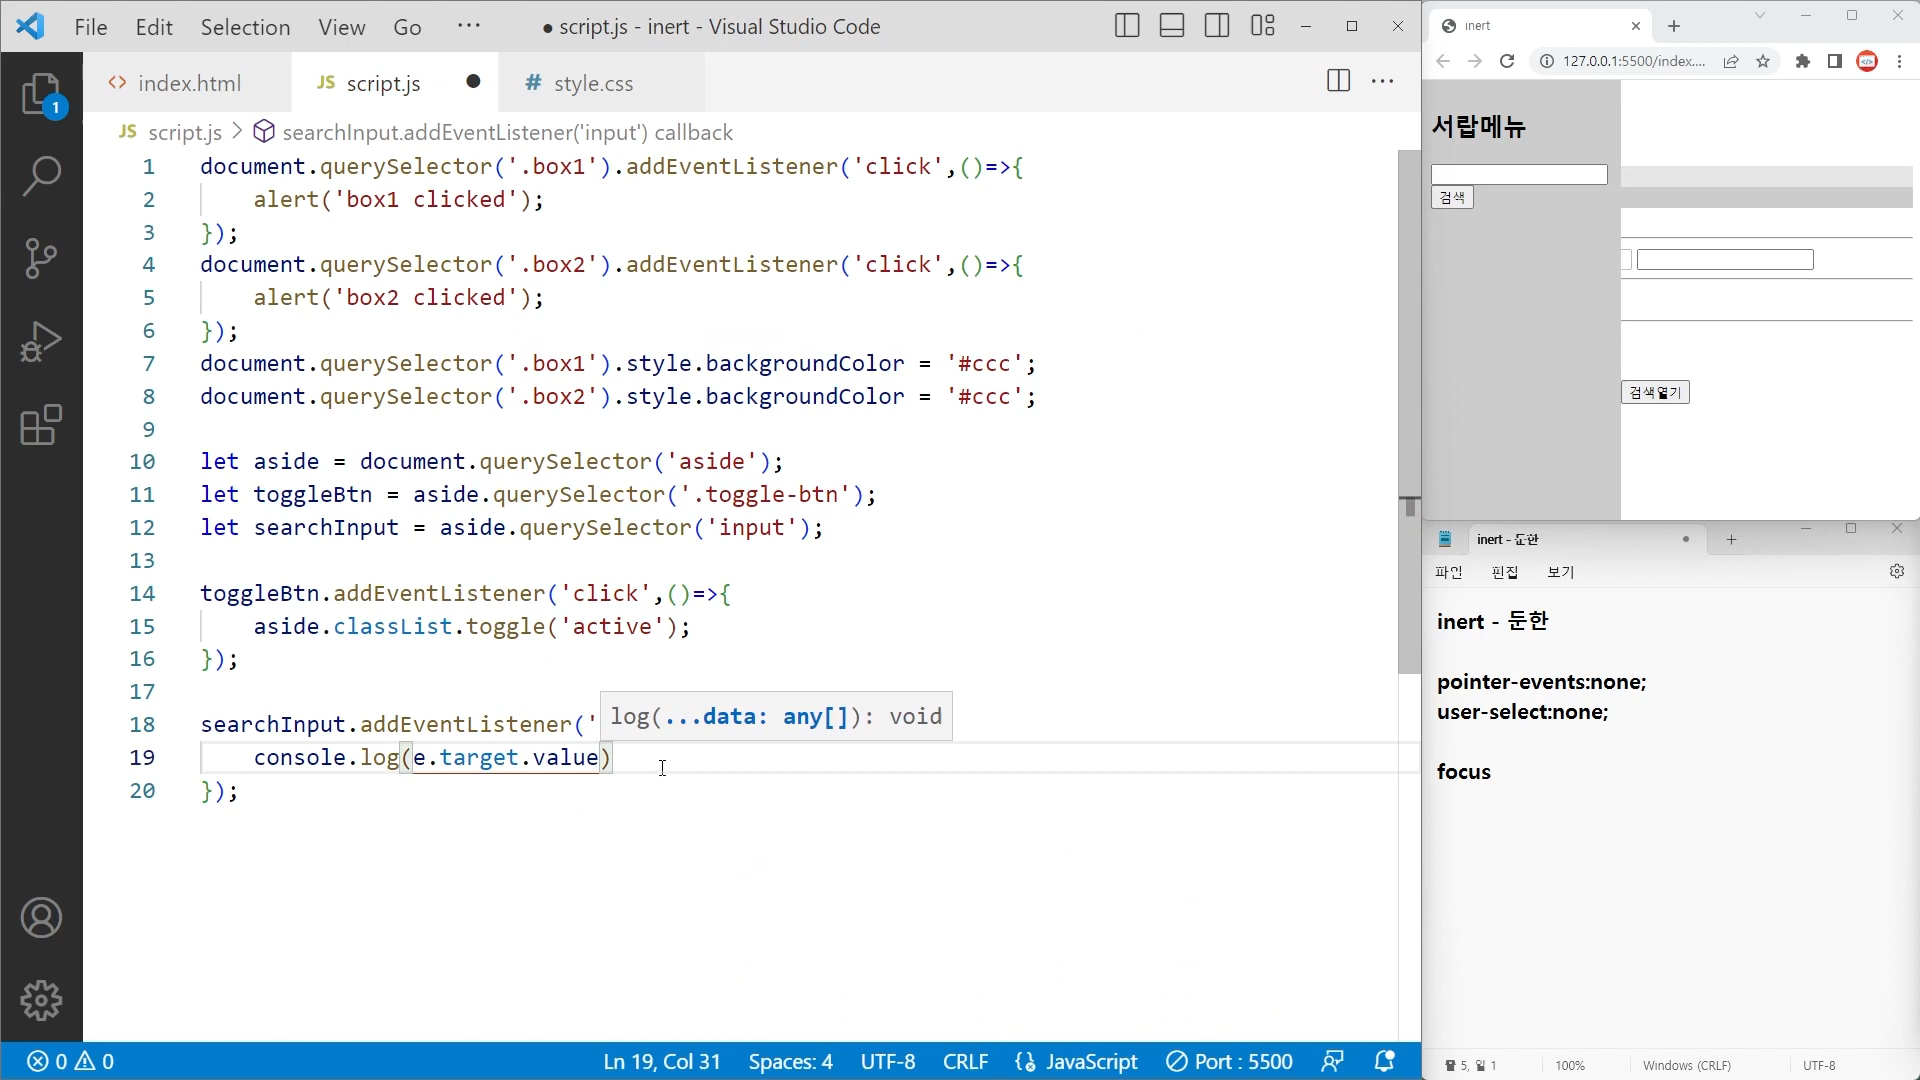 File Edit Selection View Go ··· ● script.js - inert - Visual Studio Code
<> index.html JS script.js ● # style.css
JS script.js > searchInput.addEventListener('input') callback
1 document.querySelector('.box1').addEventListener('click',()=>{
2 alert('box1 clicked');
3 });
4 document.querySelector('.box2').addEventListener('click',()=>{
5 alert('box2 clicked');
6 });
7 document.querySelector('.box1').style.backgroundColor = '#ccc';
8 document.querySelector('.box2').style.backgroundColor = '#ccc';
9
10 let aside = document.querySelector('aside');
11 let toggleBtn = aside.querySelector('.toggle-btn');
12 let searchInput = aside.querySelector('input');
13
14 toggleBtn.addEventListener('click',()=>{
15 aside.classList.toggle('active');
16 });
17
log(...data: any[]): void
18 searchInput.addEventListener('
19 console.log(e.target.value)
20 });
1
0 0 Ln 19, Col 31 Spaces: 4 UTF-8 CRLF {} JavaScript Port : 5500
inert
127.0.0.1:5500/index....
서랍메뉴
검색
검색열기
inert - 둔한
파일 편집 보기
inert - 둔한
pointer-events:none;
user-select:none;
focus
100% Windows (CRLF) UTF-8